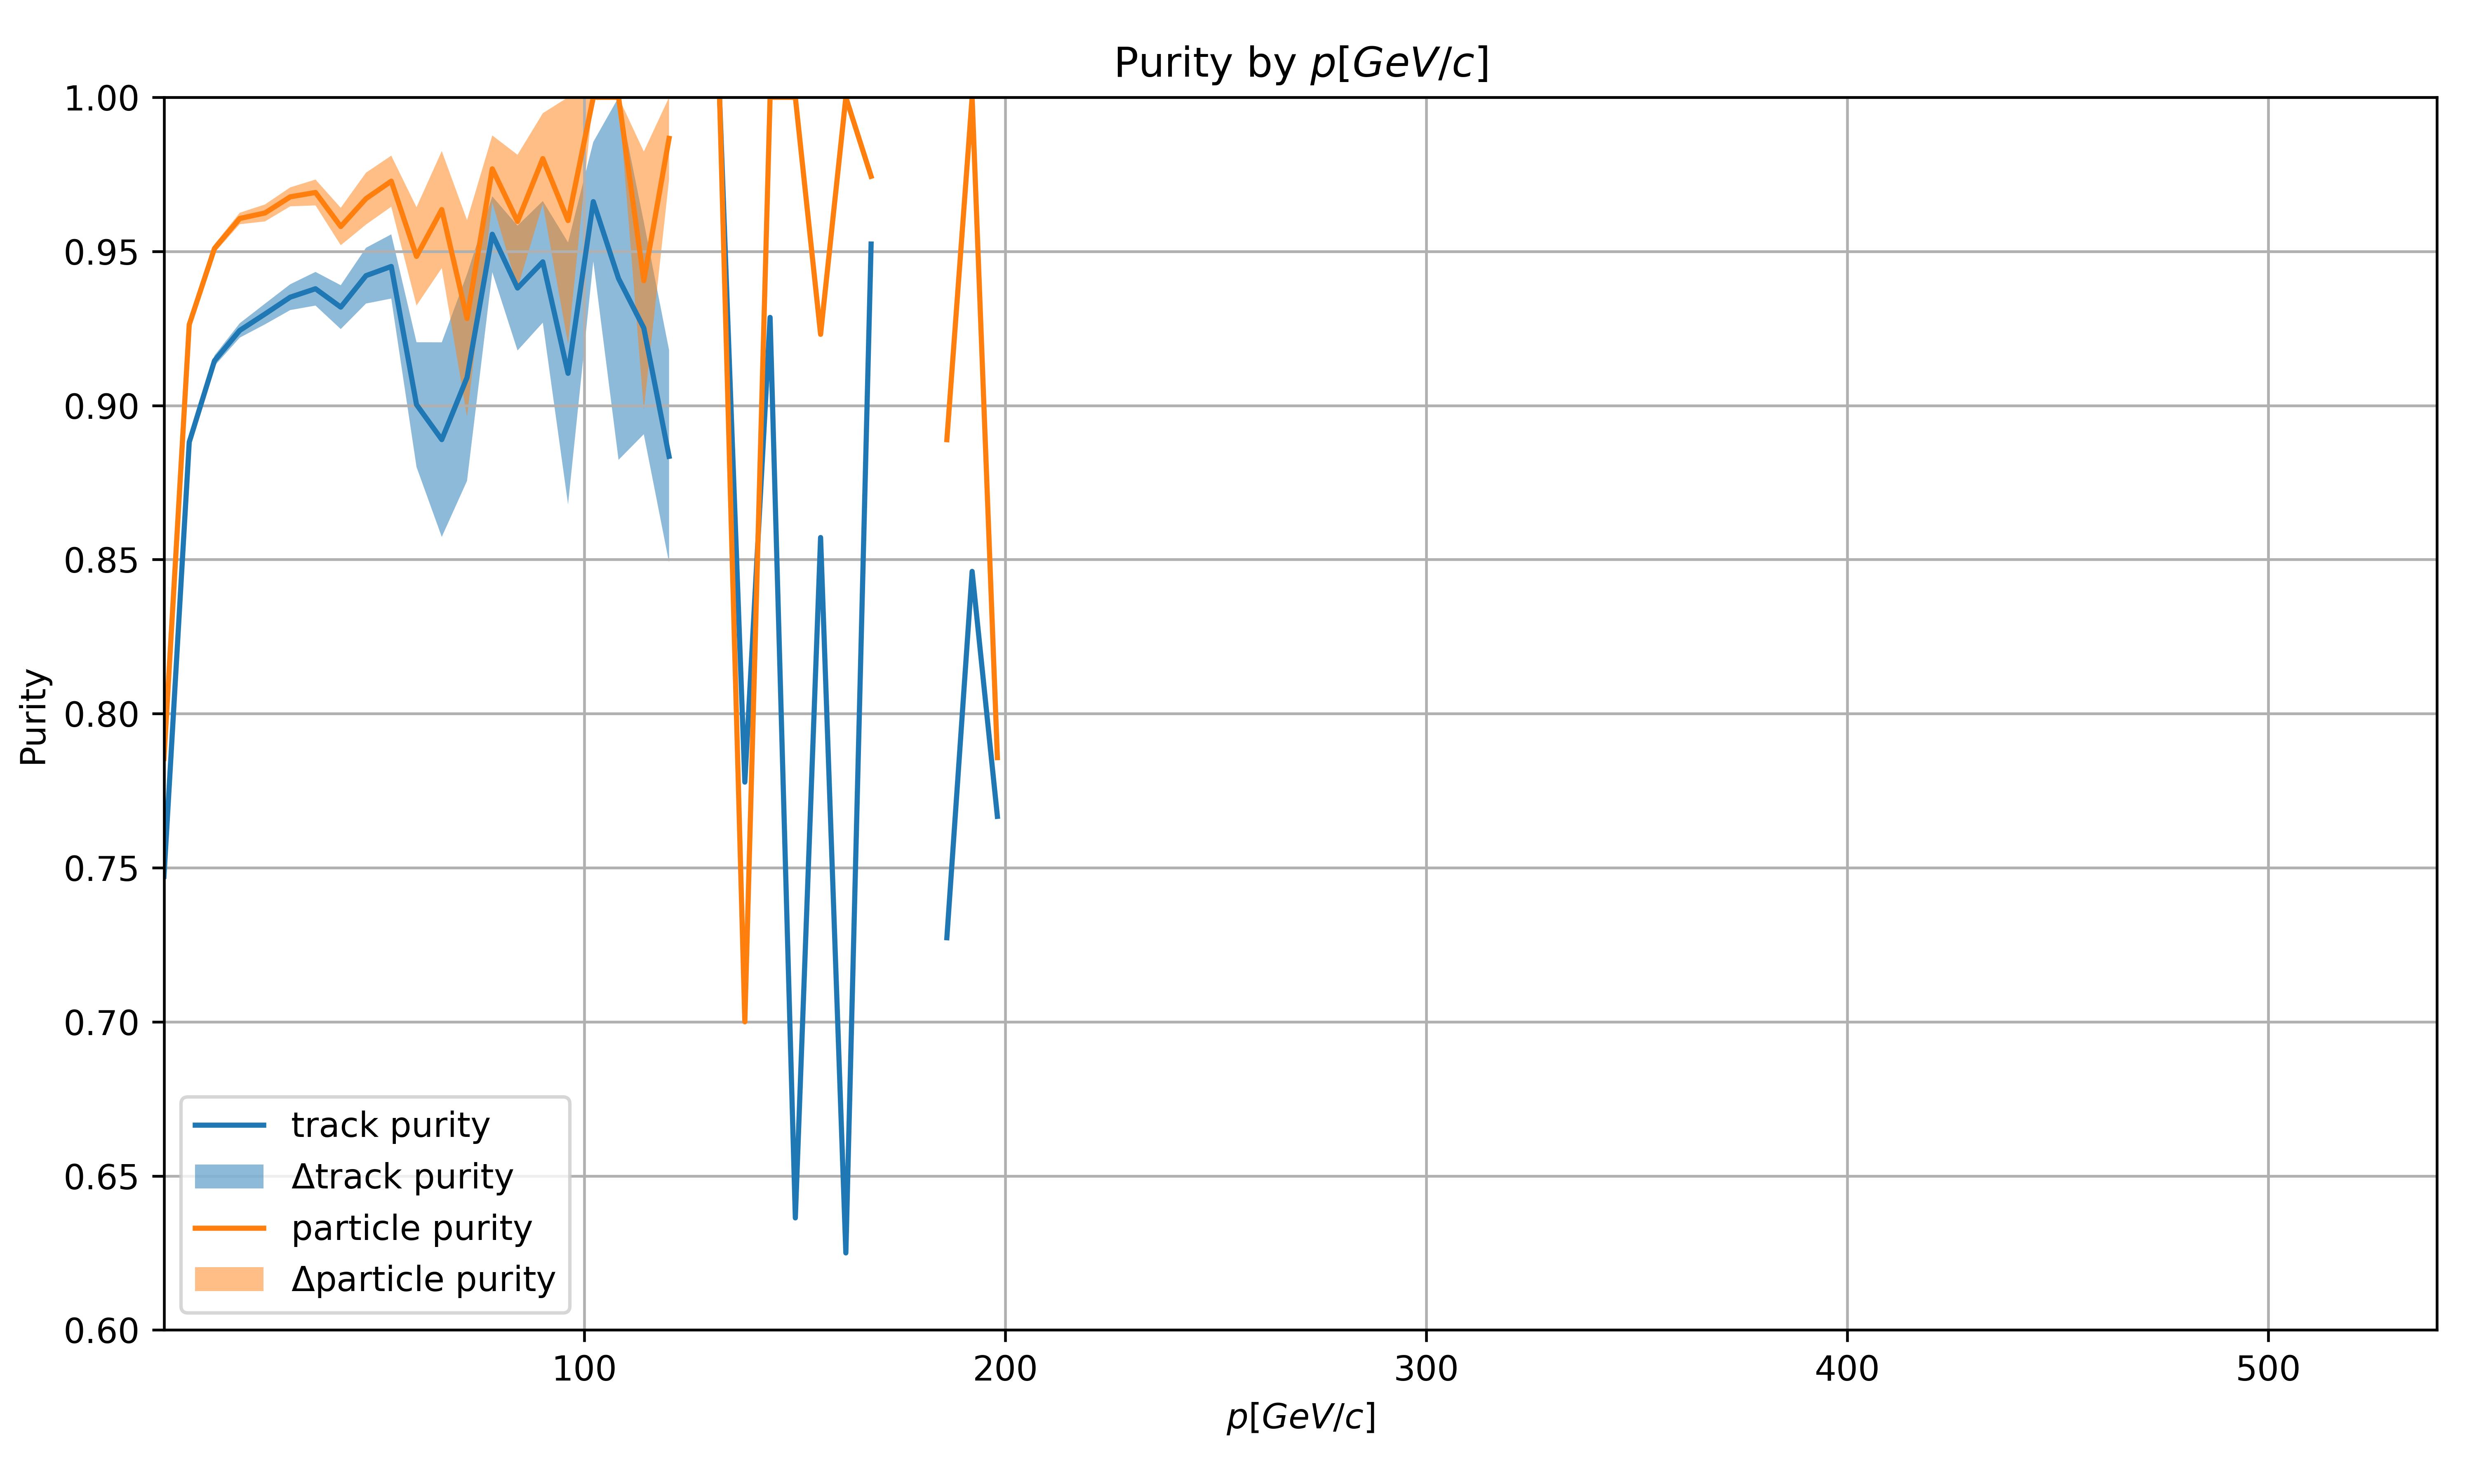 Purity by p[GeV/c]
1.00
0.95
0.90
0.85
0.80
0.75
0.70
0.65
0.60
Purity
track purity
Δtrack purity
particle purity
Δparticle purity
100 200 300 400 500
p[GeV/c]